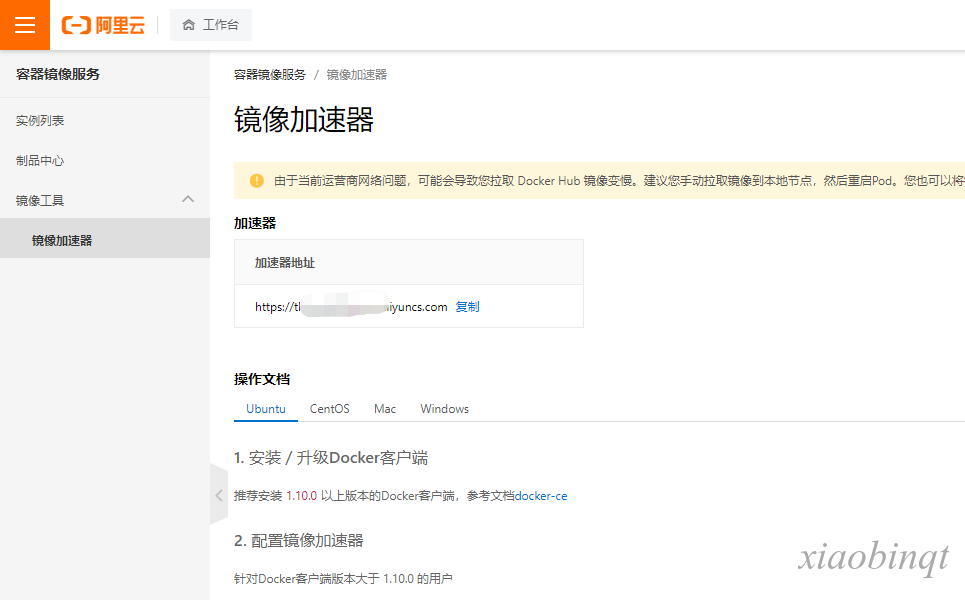 阿里云
工作台
容器镜像服务
实例列表
制品中心
镜像工具
镜像加速器
容器镜像服务 / 镜像加速器
镜像加速器
由于当前运营商网络问题，可能会导致您拉取 Docker Hub 镜像变慢。建议您手动拉取镜像到本地节点，然后重启Pod。您也可以将
加速器
加速器地址
https://t iyuncs.com 复制
操作文档
Ubuntu CentOS Mac Windows
1. 安装 / 升级Docker客户端
推荐安装 1.10.0 以上版本的Docker客户端，参考文档docker-ce
2. 配置镜像加速器
针对Docker客户端版本大于 1.10.0 的用户
xiaobinqt